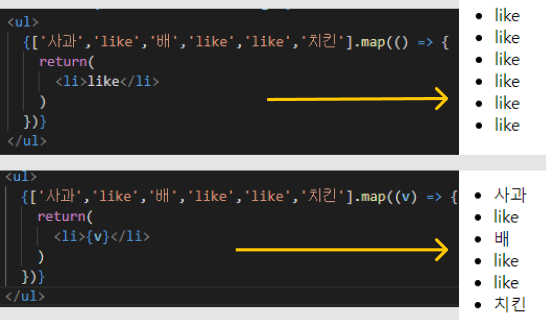 <ul>
{['사과','like','배','like','like','치킨'].map(() => {
return(
<li>like</li>
)
})}
</ul>
like
like
like
like
like
like
<ul>
{['사과','like','배','like','like','치킨'].map((v) => {
return(
<li>{v}</li>
)
})}
</ul>
사과
like
배
like
like
치킨